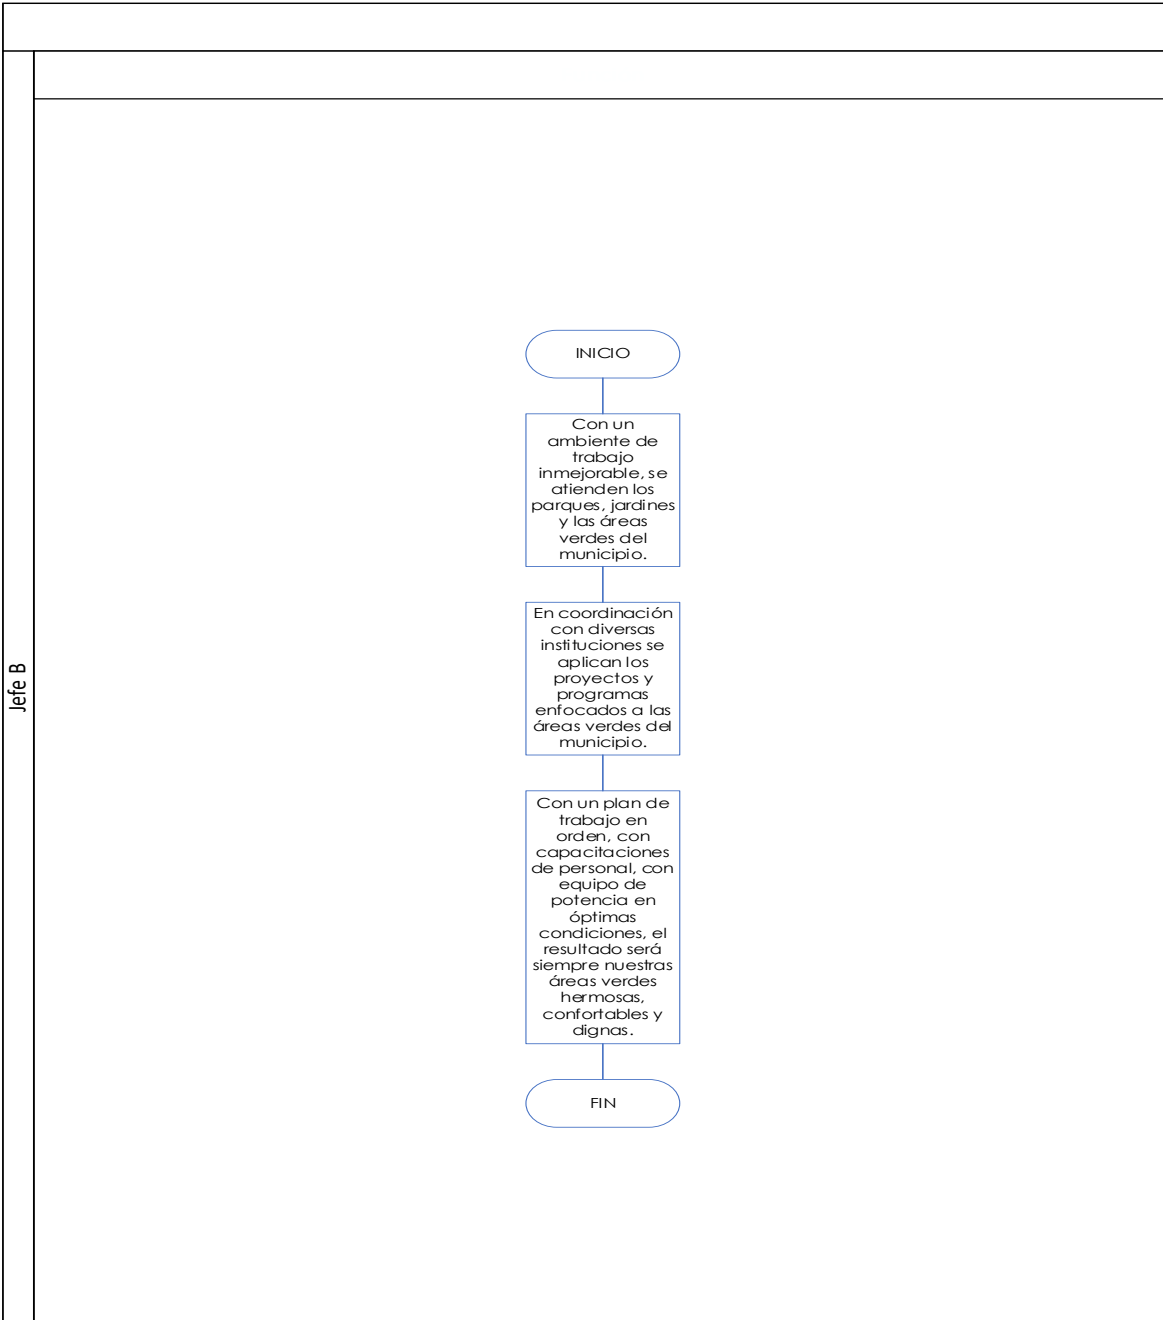 INICIO
Con un
ambiente de
trabajo
inmejorable, se
atienden los
parques, jardines
y las áreas
verdes del
municipio.
En coordinación
con diversas
instituciones se
aplican los
proyectos y
programas
enfocados a las
áreas verdes del
municipio.
Con un plan de
trabajo en
orden, con
capacitaciones
de personal, con
equipo de
potencia en
óptimas
condiciones, el
resultado será
siempre nuestras
áreas verdes
hermosas,
confortables y
dignas.
FIN
Jefe B